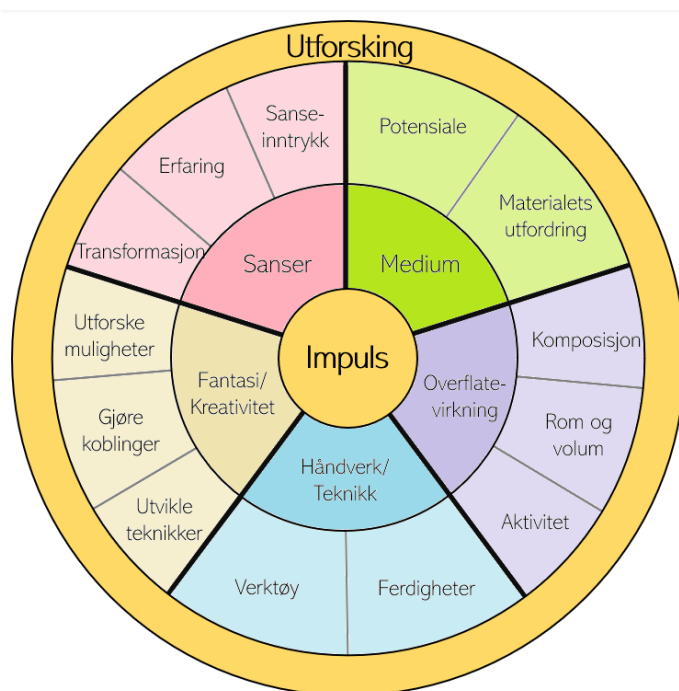 Utforsking
Sanse-
inntrykk
Potensiale
Erfaring
Materialets
utfordring
Transformasjon
Sanser
Medium
Utforske
muligheter
Komposisjon
Impuls
Fantasi/
Kreativitet
Overflate-
virkning
Gjøre
koblinger
Rom og
volum
Håndverk/
Teknikk
Utvikle
teknikker
Aktivitet
Verktøy
Ferdigheter